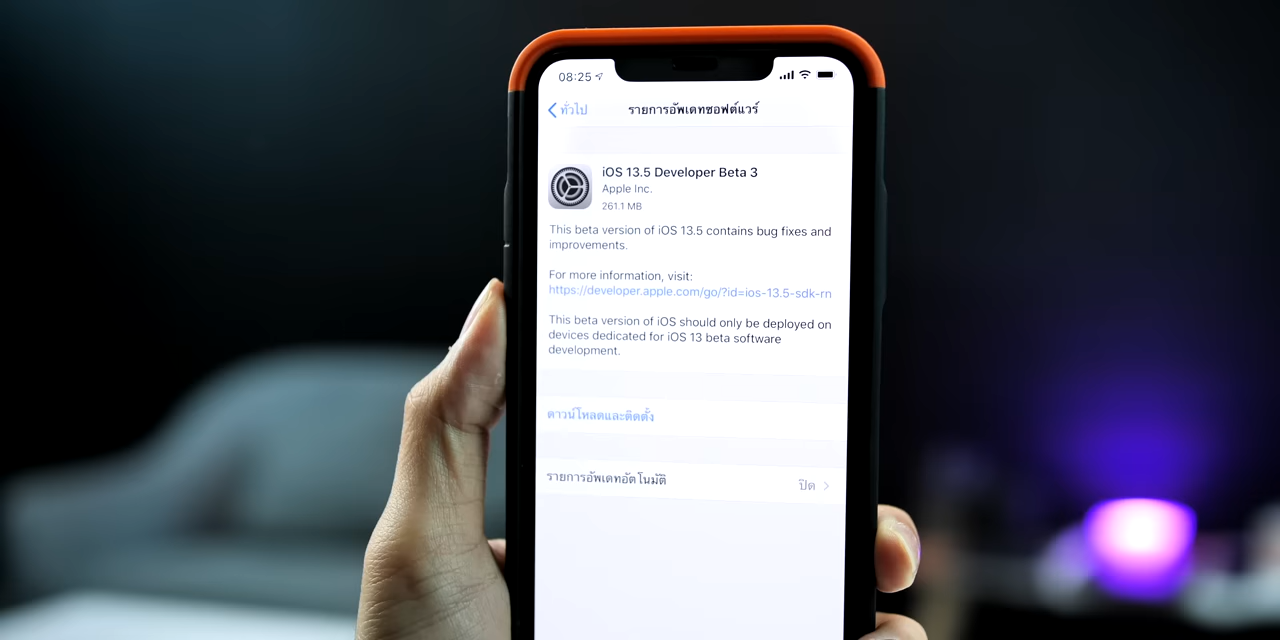 08:25
ทั่วไป
รายการอัพเดทซอฟต์แวร์
iOS 13.5 Developer Beta 3
Apple Inc.
261.1 MB
This beta version of iOS 13.5 contains bug fixes and
improvements.
For more information, visit:
https://developer.apple.com/go/?id=ios-13.5-sdk-rn
This beta version of iOS should only be deployed on
devices dedicated for iOS 13 beta software
development.
ดาวน์โหลดและติดตั้ง
รายการอัพเดทอัตโนมัติ
ปิด